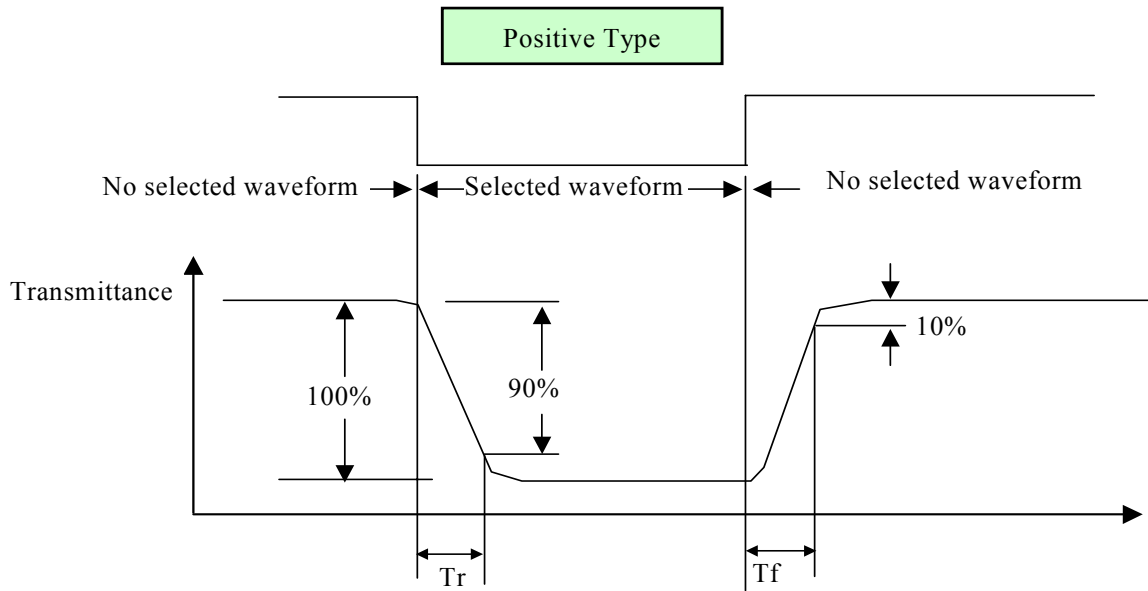 Positive Type
No selected waveform
Selected waveform
No selected waveform
Transmittance
100%
90%
10%
Tr
Tf